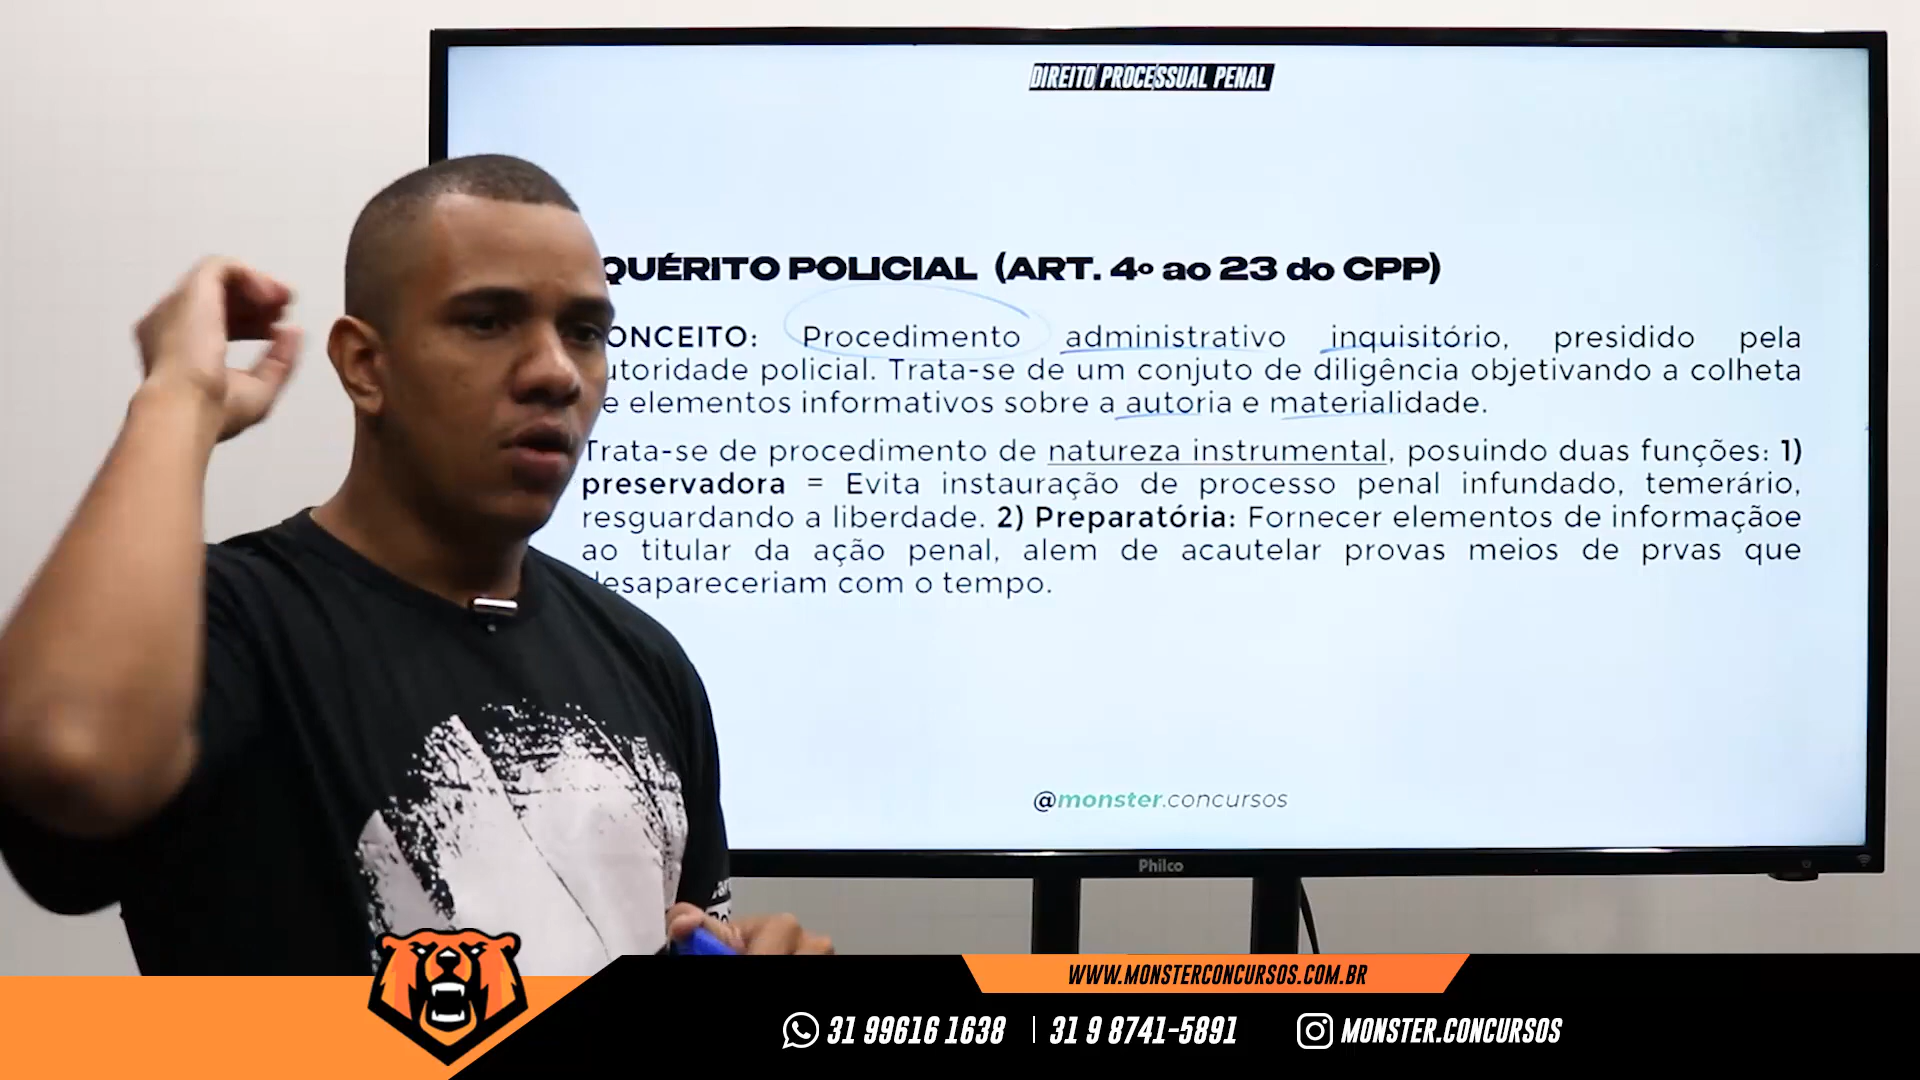 DIREITO PROCESSUAL PENAL
QUÉRITO POLICIAL (ART. 4º ao 23 do CPP)
ONCEITO: Procedimento administrativo inquisitório, presidido pela
utoridade policial. Trata-se de um conjuto de diligência objetivando a colheta
e elementos informativos sobre a autoria e materialidade.
Trata-se de procedimento de natureza instrumental, posuindo duas funções: 1)
preservadora = Evita instauração de processo penal infundado, temerário,
resguardando a liberdade. 2) Preparatória: Fornecer elementos de informaçãoe
ao titular da ação penal, alem de acautelar provas meios de prvas que
desapareceriam com o tempo.
@monster.concursos
Philco
WWW.MONSTERCONCURSOS.COM.BR
31 99616 1638 | 31 9 8741-5891 MONSTER.CONCURSOS